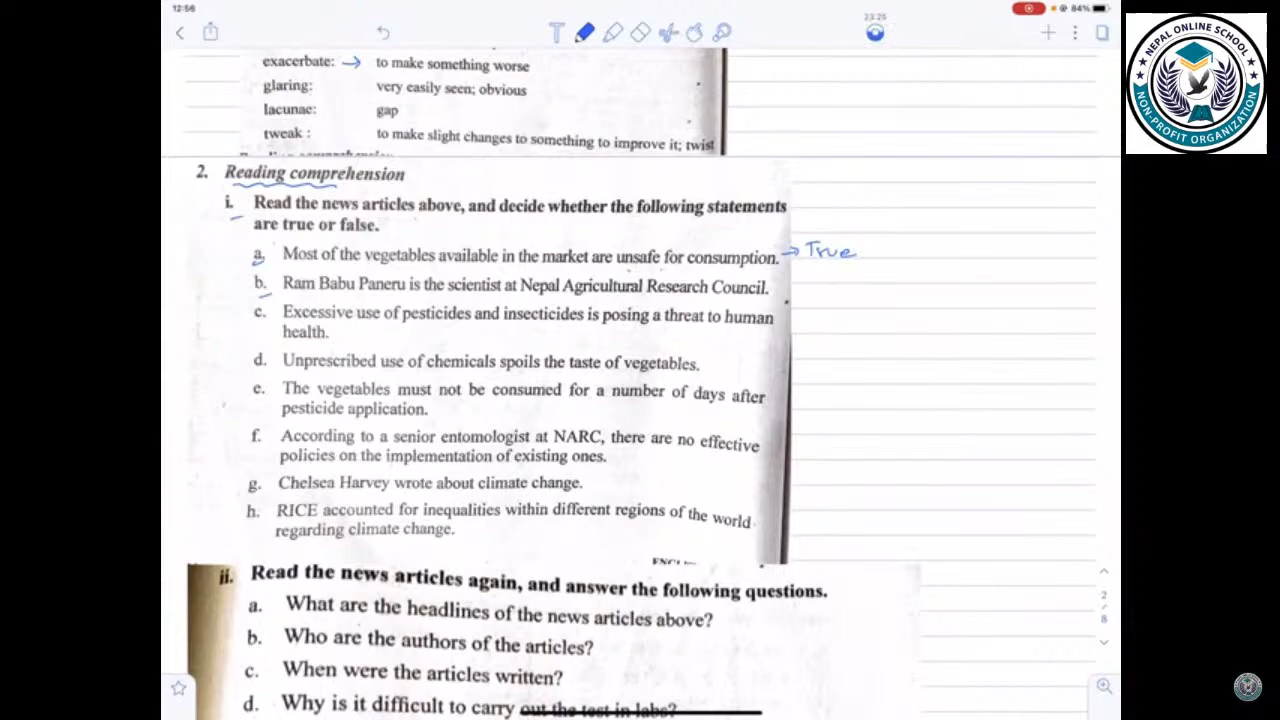 12:56
84%
23:25
NEPAL ONLINE SCHOOL
NON-PROFIT ORGANIZATION
exacerbate: → to make something worse
glaring: very easily seen; obvious
lacunae: gap
tweak : to make slight changes to something to improve it; twist
2. Reading comprehension
i. Read the news articles above, and decide whether the following statements
are true or false.
a. Most of the vegetables available in the market are unsafe for consumption. → True
b. Ram Babu Paneru is the scientist at Nepal Agricultural Research Council.
c. Excessive use of pesticides and insecticides is posing a threat to human
health.
d. Unprescribed use of chemicals spoils the taste of vegetables.
e. The vegetables must not be consumed for a number of days after
pesticide application.
f. According to a senior entomologist at NARC, there are no effective
policies on the implementation of existing ones.
g. Chelsea Harvey wrote about climate change.
h. RICE accounted for inequalities within different regions of the world
regarding climate change.
ii. Read the news articles again, and answer the following questions.
a. What are the headlines of the news articles above?
b. Who are the authors of the articles?
c. When were the articles written?
d. Why is it difficult to carry out the test in labs?
2
/
8